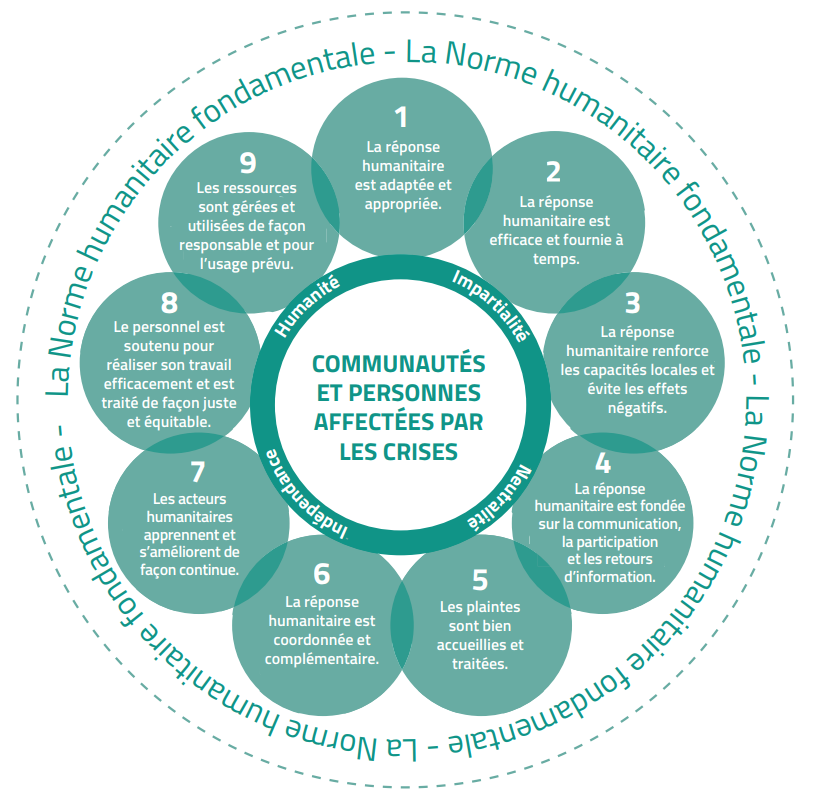 La Norme humanitaire fondamentale – La Norme humanitaire fondamentale – La Norme humanitaire fondamentale – La Norme humanitaire fondamentale –
1
La réponse
humanitaire
est adaptée et
appropriée.
2
La réponse
humanitaire est
efficace et fournie à
temps.
3
La réponse
humanitaire renforce
les capacités locales et
évite les effets
négatifs.
4
La réponse
humanitaire est fondée
sur la communication,
la participation
et les retours
d’information.
5
Les plaintes
sont bien
accueillies et
traitées.
6
La réponse
humanitaire est
coordonnée et
complémentaire.
7
Les acteurs
humanitaires
apprennent et
s’améliorent de
façon continue.
8
Le personnel est
soutenu pour
réaliser son travail
efficacement et est
traité de façon juste
et équitable.
9
Les ressources
sont gérées et
utilisées de façon
responsable et pour
l’usage prévu.
Humanité
Impartialité
Neutralité
Indépendance
COMMUNAUTÉS
ET PERSONNES
AFFECTÉES PAR
LES CRISES